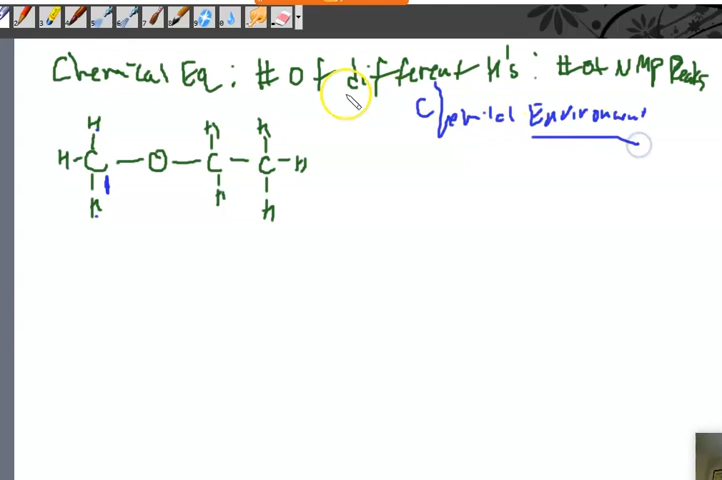 Chemical Eq: # of different H's: # of NMR Peaks
Chemical Environment
H H H
H-C-O-C-C-H
H H H